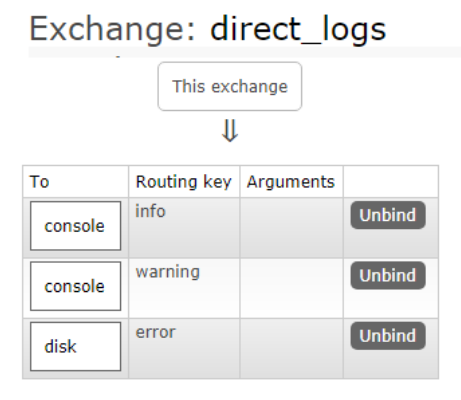 Exchange: direct_logs
This exchange
⇓
To Routing key Arguments
console info Unbind
console warning Unbind
disk error Unbind